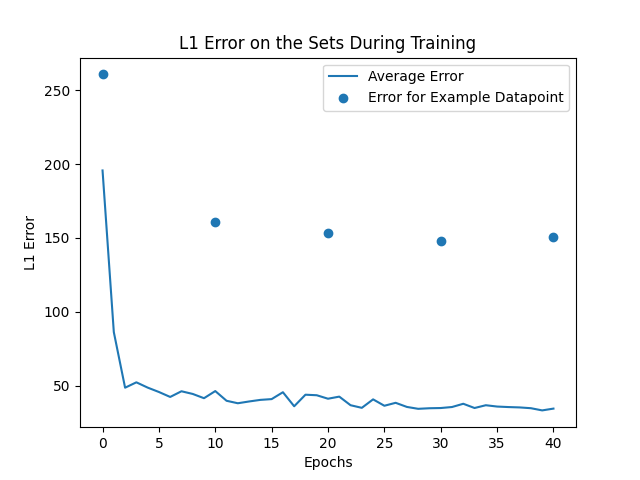 L1 Error on the Sets During Training
Average Error
Error for Example Datapoint
L1 Error
250
200
150
100
50
0 5 10 15 20 25 30 35 40
Epochs